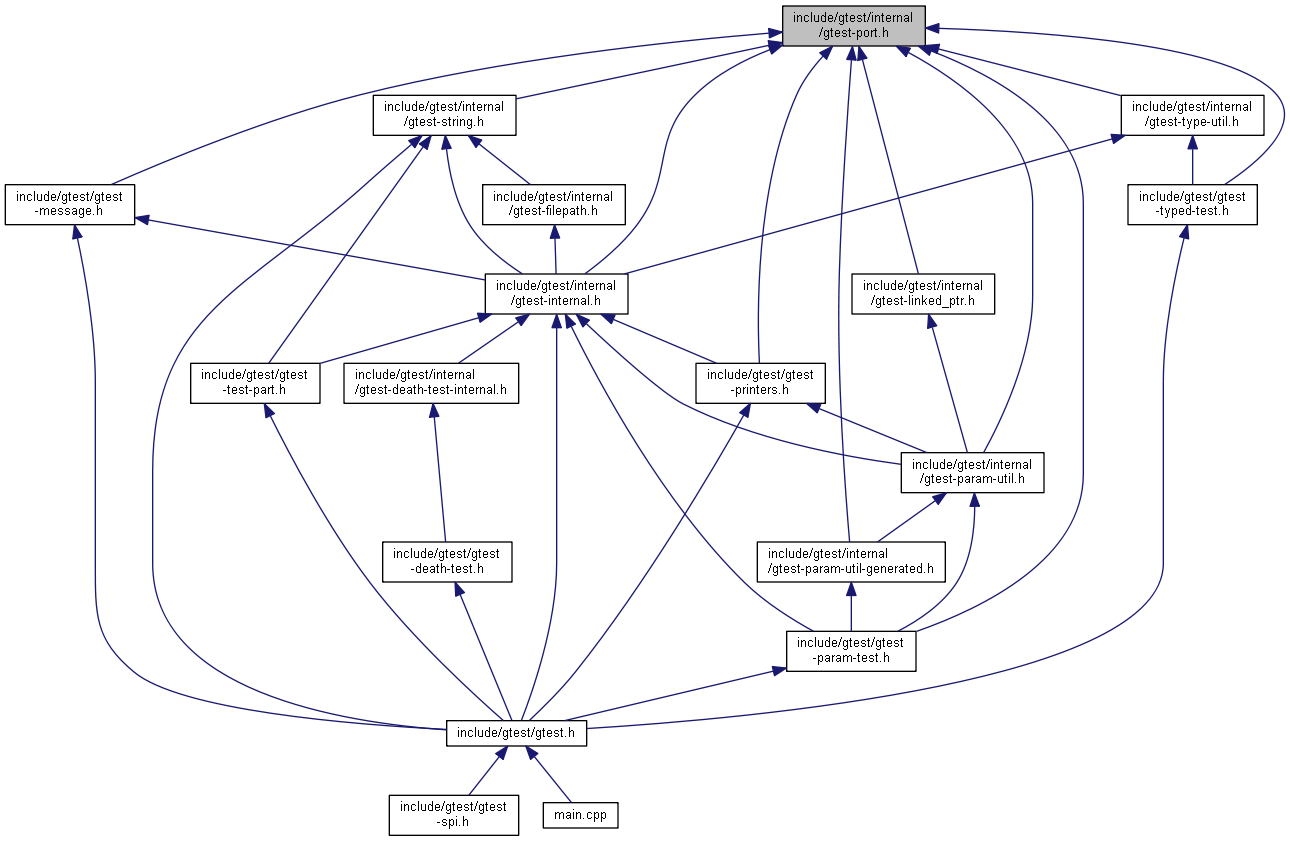 include/gtest/internal
/gtest-port.h
include/gtest/internal
/gtest-string.h
include/gtest/internal
/gtest-type-util.h
include/gtest/gtest
-message.h
include/gtest/internal
/gtest-filepath.h
include/gtest/gtest
-typed-test.h
include/gtest/internal
/gtest-internal.h
include/gtest/internal
/gtest-linked_ptr.h
include/gtest/gtest
-test-part.h
include/gtest/internal
/gtest-death-test-internal.h
include/gtest/gtest
-printers.h
include/gtest/internal
/gtest-param-util.h
include/gtest/gtest
-death-test.h
include/gtest/internal
/gtest-param-util-generated.h
include/gtest/gtest
-param-test.h
include/gtest/gtest.h
include/gtest/gtest
-spi.h
main.cpp